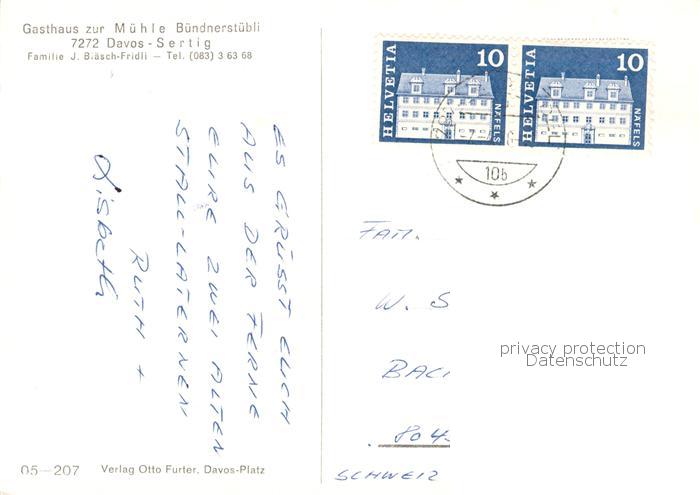 Gasthaus zur Mühle Bündnerstübli
7272 Davos - Sertig
Familie J. Bläsch-Fridli — Tel. (083) 3 63 68
HELVETIA
10
NÄFELS
HELVETIA
10
NÄFELS
105
ES GRÜSST EUCH
AUS DER FERNE
EURE ZWEI ALTEN
STALL-LATERNEN
RUTH +
Lisbeth
FAM.
W. S
BACH
804
SCHWEIZ
privacy protection
Datenschutz
05—207
Verlag Otto Furter, Davos-Platz